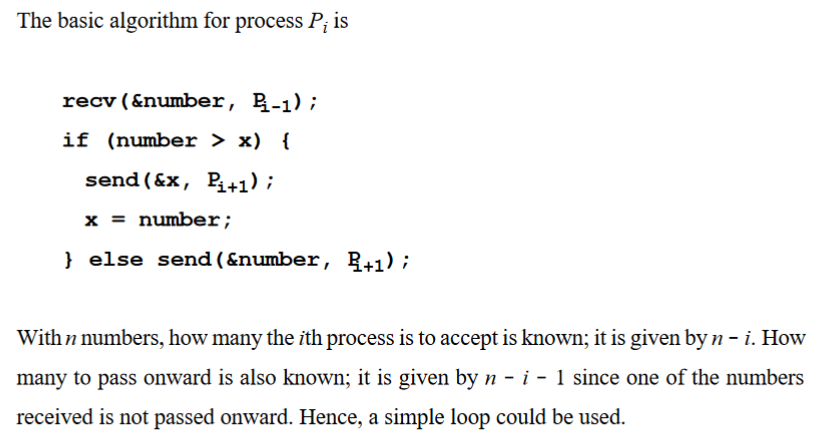 The basic algorithm for process Pi is
recv(&number, Pi-1);
if (number > x) {
send(&x, Pi+1);
x = number;
} else send(&number, Pi+1);
With n numbers, how many the ith process is to accept is known; it is given by n − i. How
many to pass onward is also known; it is given by n − i − 1 since one of the numbers
received is not passed onward. Hence, a simple loop could be used.